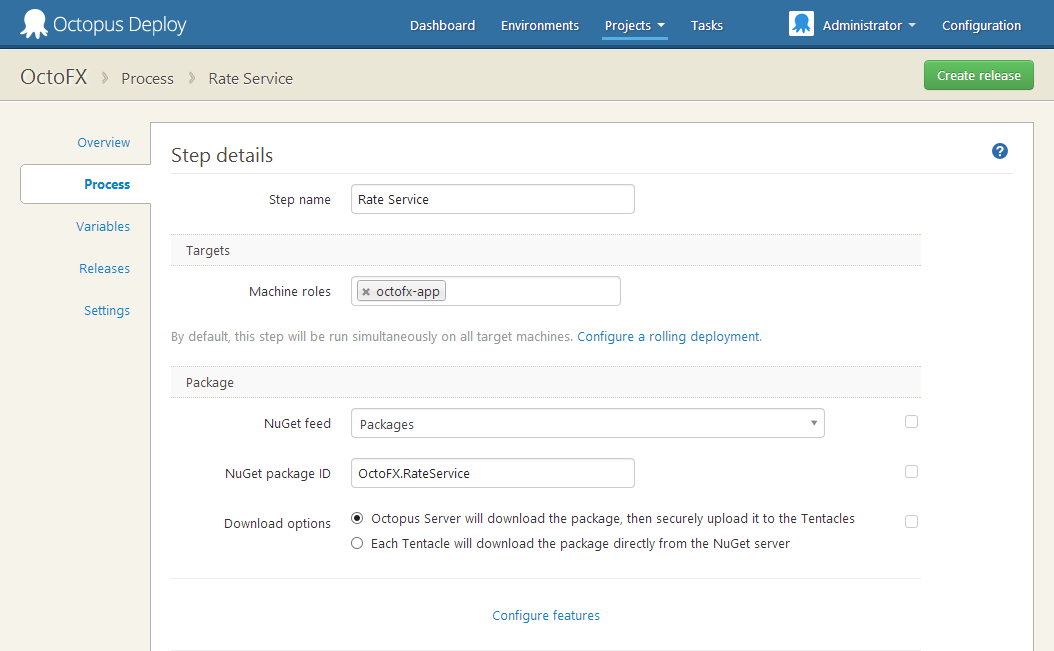 Octopus Deploy Dashboard Environments Projects Tasks Administrator Configuration
OctoFX Process Rate Service Create release
Overview
Process
Variables
Releases
Settings
Step details
Step name Rate Service
Targets
Machine roles octofx-app
By default, this step will be run simultaneously on all target machines. Configure a rolling deployment.
Package
NuGet feed Packages
NuGet package ID OctoFX.RateService
Download options Octopus Server will download the package, then securely upload it to the Tentacles
Each Tentacle will download the package directly from the NuGet server
Configure features